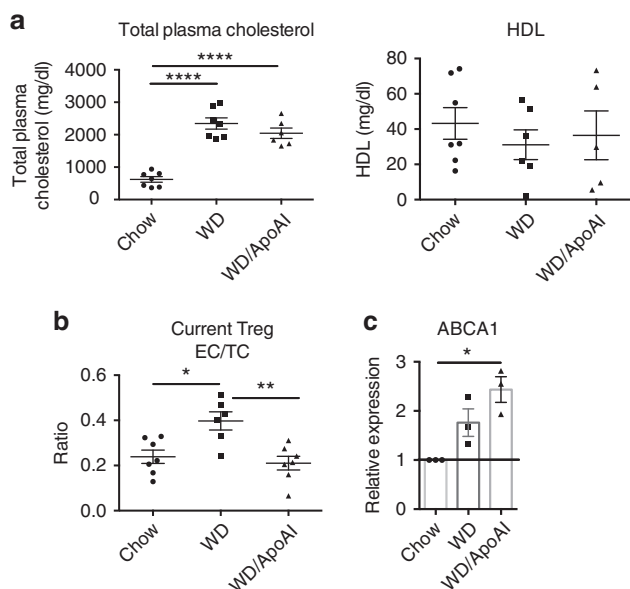 a
Total plasma cholesterol
****
****
Total plasma
cholesterol (mg/dl)
4000
3000
2000
1000
0
Chow
WD
WD/ApoAI
HDL
HDL (mg/dl)
80
60
40
20
0
Chow
WD
WD/ApoAI
b
Current Treg
EC/TC
*
**
Ratio
0.6
0.4
0.2
0.0
Chow
WD
WD/ApoAI
c
ABCA1
*
Relative expression
3
2
1
0
Chow
WD
WD/ApoAI